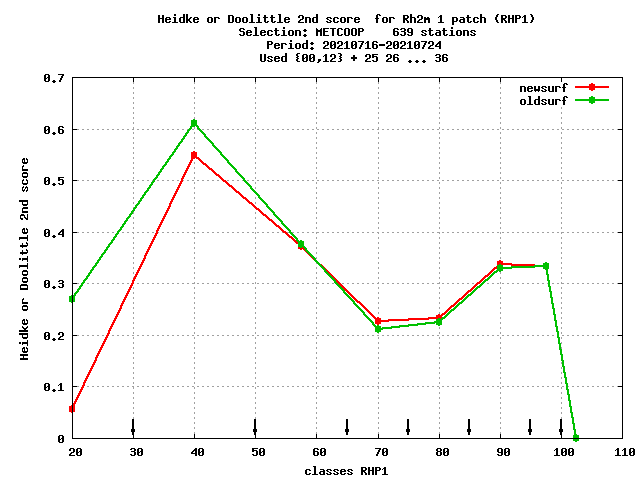 Heidke or Doolittle 2nd score  for Rh2m 1 patch (RHP1)
Selection: METCOOP    639 stations
Period: 20210716-20210724
Used {00,12} + 25 26 ... 36
newsurf
oldsurf
0.7
0.6
0.5
0.4
0.3
0.2
0.1
0
Heidke or Doolittle 2nd score
20 30 40 50 60 70 80 90 100 110
classes RHP1